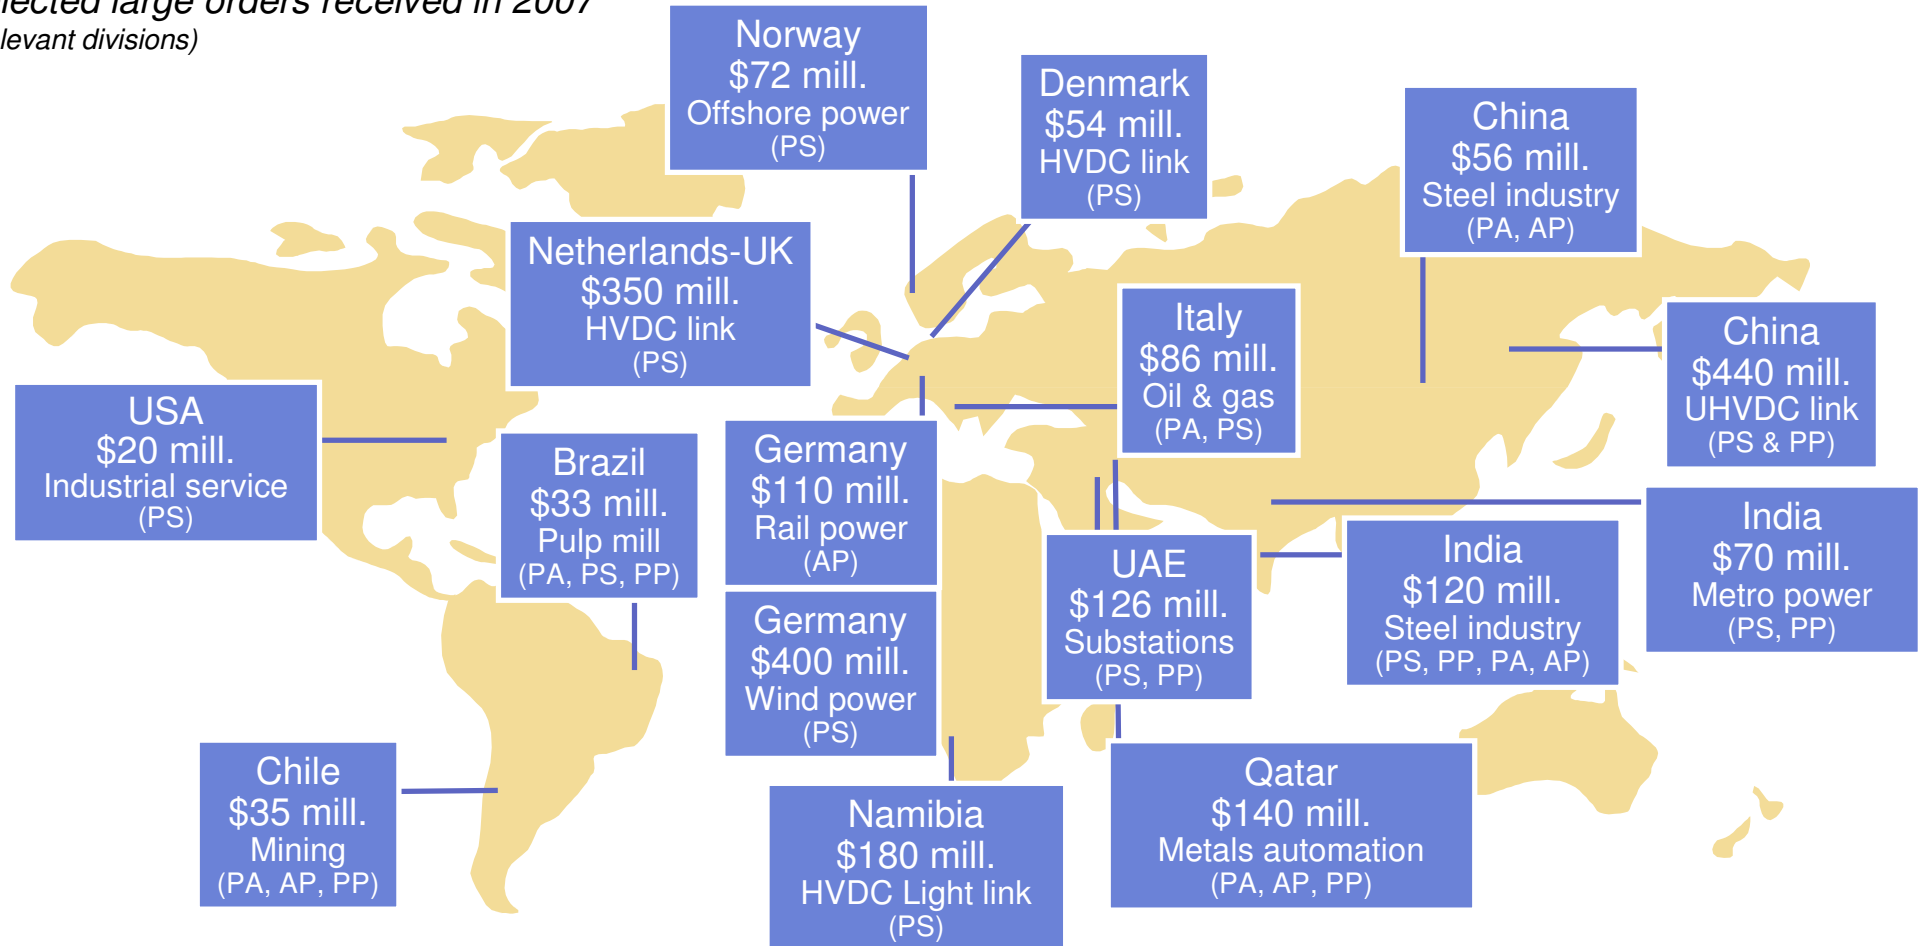 large orders received in 2007
divisions)
Norway
$72 mill.
Offshore power
(PS)
Denmark
$54 mill.
HVDC link
(PS)
China
$56 mill.
Steel industry
(PA, AP)
Netherlands-UK
$350 mill.
HVDC link
(PS)
Italy
$86 mill.
Oil & gas
(PA, PS)
China
$440 mill.
UHVDC link
(PS & PP)
USA
$20 mill.
Industrial service
(PS)
Brazil
$33 mill.
Pulp mill
(PA, PS, PP)
Germany
$110 mill.
Rail power
(AP)
Germany
$400 mill.
Wind power
(PS)
UAE
$126 mill.
Substations
(PS, PP)
India
$120 mill.
Steel industry
(PS, PP, PA, AP)
India
$70 mill.
Metro power
(PS, PP)
Chile
$35 mill.
Mining
(PA, AP, PP)
Namibia
$180 mill.
HVDC Light link
(PS)
Qatar
$140 mill.
Metals automation
(PA, AP, PP)